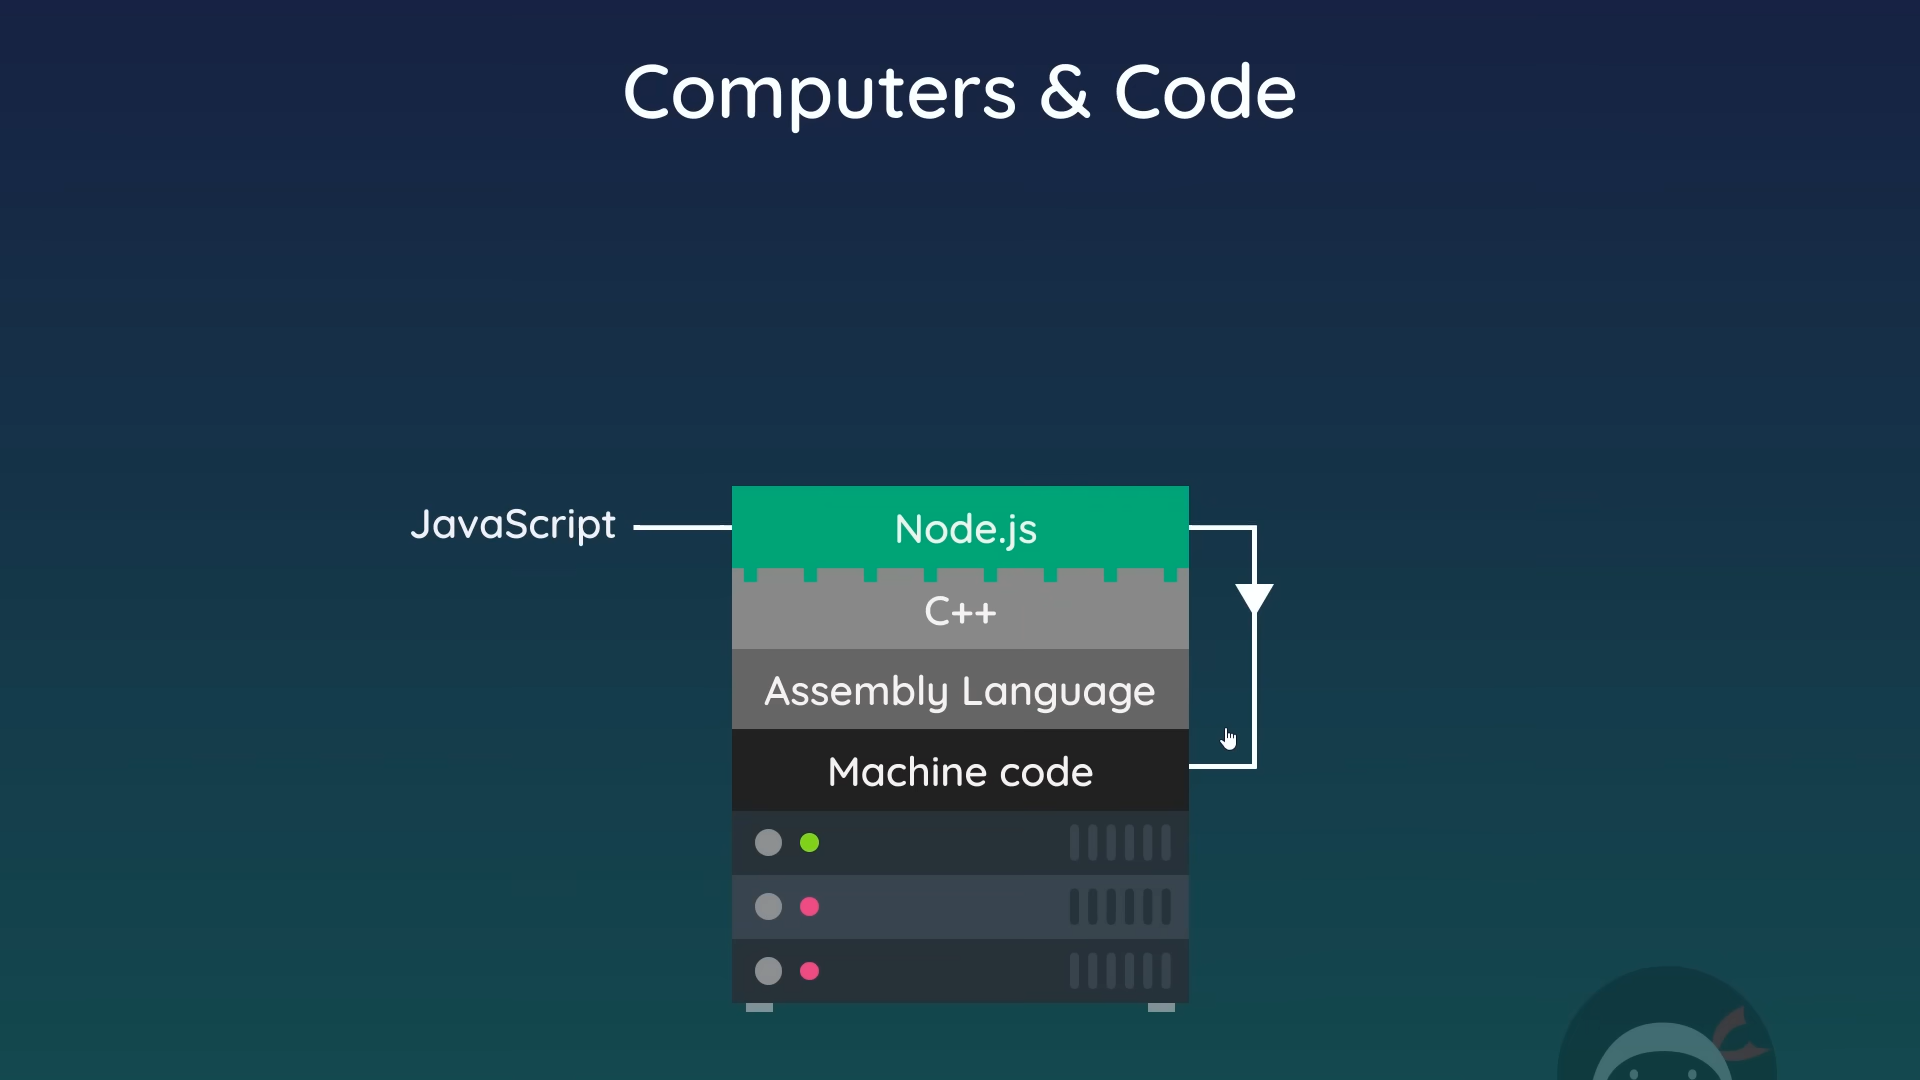 Computers & Code
JavaScript
Node.js
C++
Assembly Language
Machine code